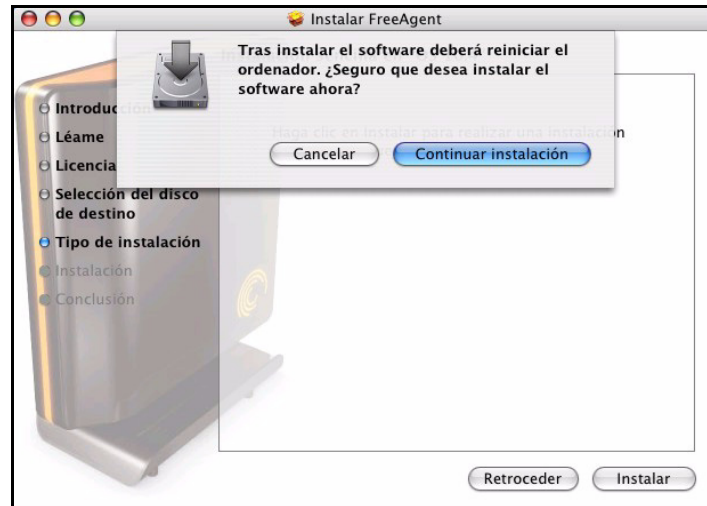 Instalar FreeAgent
Tras instalar el software deberá reiniciar el
ordenador. ¿Seguro que desea instalar el
software ahora?
Cancelar
Continuar instalación
Introducción
Léame
Licencia
Selección del disco
de destino
Tipo de instalación
Instalación
Conclusión
Haga clic en Instalar para realizar una instalación
Retroceder
Instalar